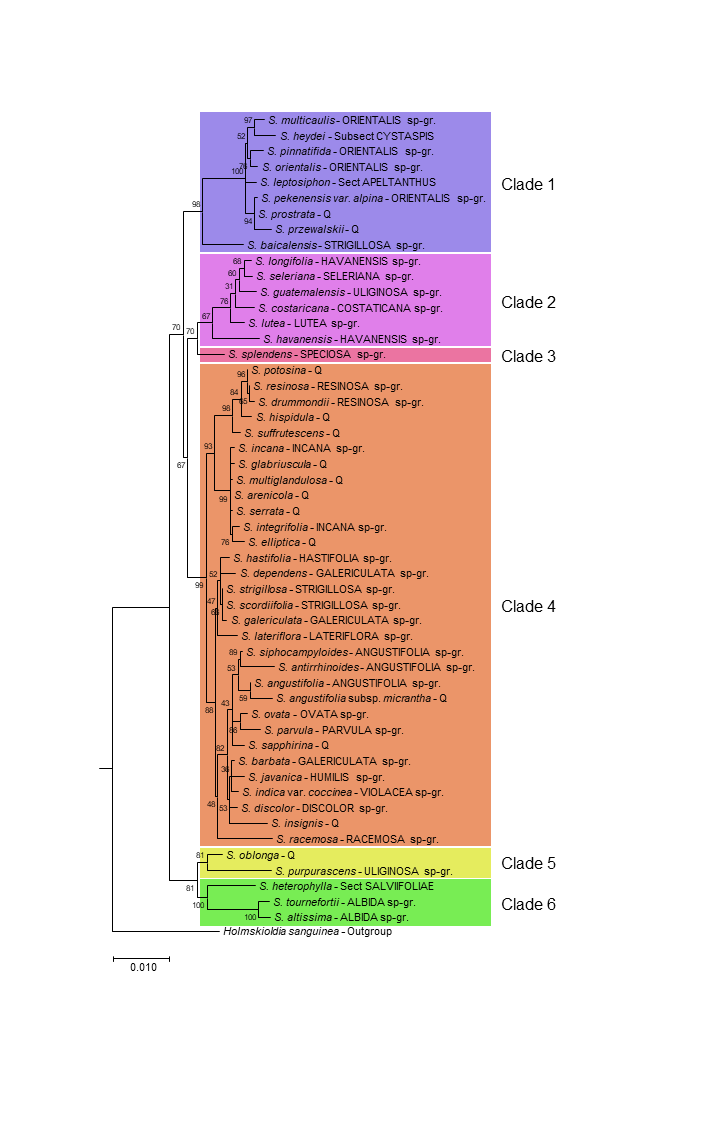 97
S. multicaulis - ORIENTALIS sp-gr.
52
S. heydei - Subsect CYSTASPIS
S. pinnatifida - ORIENTALIS sp-gr.
76
S. orientalis - ORIENTALIS sp-gr.
100
S. leptosiphon - Sect APELTANTHUS
Clade 1
S. pekenensis var. alpina - ORIENTALIS sp-gr.
98
S. prostrata - Q
94
S. przewalskii - Q
S. baicalensis - STRIGILLOSA sp-gr.
66
S. longifolia - HAVANENSIS sp-gr.
60
S. seleriana - SELERIANA sp-gr.
31
S. guatemalensis - ULIGINOSA sp-gr.
76
Clade 2
S. costaricana - COSTATICANA sp-gr.
67
S. lutea - LUTEA sp-gr.
70
70
S. havanensis - HAVANENSIS sp-gr.
S. splendens - SPECIOSA sp-gr.
Clade 3
96
S. potosina - Q
84
S. resinosa - RESINOSA sp-gr.
65
S. drummondii - RESINOSA sp-gr.
98
S. hispidula - Q
S. suffrutescens - Q
93
S. incana - INCANA sp-gr.
67
S. glabriuscula - Q
S. multiglandulosa - Q
99
S. arenicola - Q
S. serrata - Q
S. integrifolia - INCANA sp-gr.
76
S. elliptica - Q
S. hastifolia - HASTIFOLIA sp-gr.
52
S. dependens - GALERICULATA sp-gr.
99
S. strigillosa - STRIGILLOSA sp-gr.
47
S. scordiifolia - STRIGILLOSA sp-gr.
Clade 4
S. galericulata - GALERICULATA sp-gr.
S. lateriflora - LATERIFLORA sp-gr.
89
S. siphocampyloides - ANGUSTIFOLIA sp-gr.
53
S. antirrhinoides - ANGUSTIFOLIA sp-gr.
S. angustifolia - ANGUSTIFOLIA sp-gr.
59
S. angustifolia subsp. micrantha - Q
43
88
S. ovata - OVATA sp-gr.
86
S. parvula - PARVULA sp-gr.
82
S. sapphirina - Q
S. barbata - GALERICULATA sp-gr.
S. javanica - HUMILIS sp-gr.
S. indica var. coccinea - VIOLACEA sp-gr.
48
53
S. discolor - DISCOLOR sp-gr.
S. insignis - Q
S. racemosa - RACEMOSA sp-gr.
81
S. oblonga - Q
Clade 5
S. purpurascens - ULIGINOSA sp-gr.
81
S. heterophylla - Sect SALVIIFOLIAE
100
S. tournefortii - ALBIDA sp-gr.
Clade 6
100
S. altissima - ALBIDA sp-gr.
Holmskioldia sanguinea - Outgroup
0.010